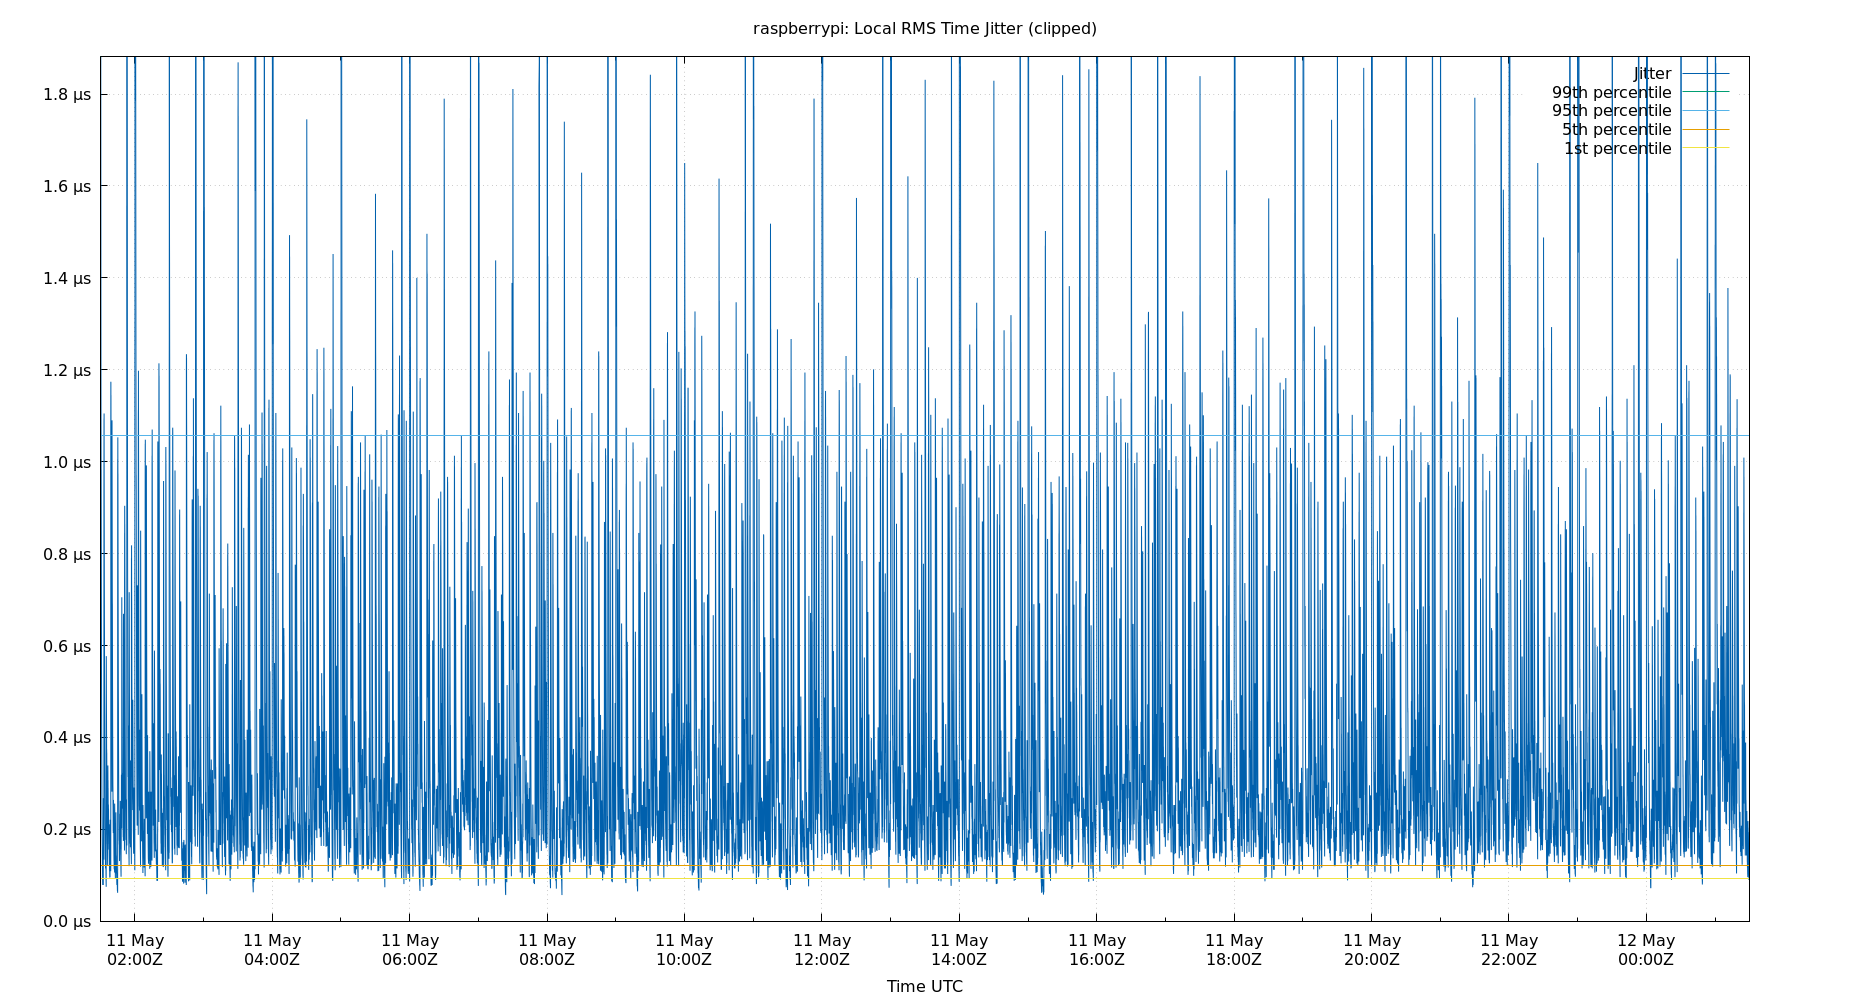 raspberrypi: Local RMS Time Jitter (clipped)
Jitter
99th percentile
95th percentile
5th percentile
1st percentile
1.8 µs
1.6 µs
1.4 µs
1.2 µs
1.0 µs
0.8 µs
0.6 µs
0.4 µs
0.2 µs
0.0 µs
11 May 11 May 11 May 11 May 11 May 11 May 11 May 11 May 11 May 11 May 11 May 12 May
02:00Z 04:00Z 06:00Z 08:00Z 10:00Z 12:00Z 14:00Z 16:00Z 18:00Z 20:00Z 22:00Z 00:00Z
Time UTC